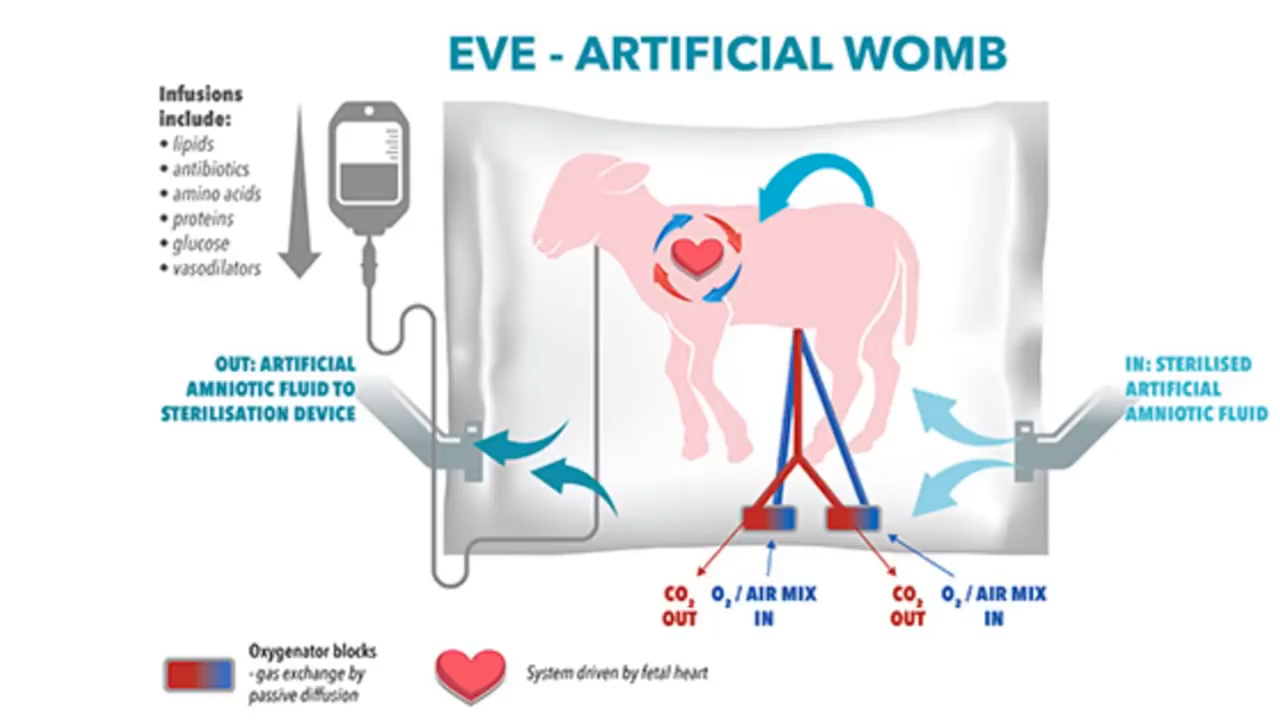 EVE - ARTIFICIAL WOMB
Infusions
include:
• lipids
• antibiotics
• amino acids
• proteins
• glucose
• vasodilators
OUT: ARTIFICIAL
AMNIOTIC FLUID TO
STERILISATION DEVICE
IN: STERILISED
ARTIFICIAL
AMNIOTIC FLUID
CO₂
OUT
O₂ / AIR MIX
IN
CO₂
OUT
O₂ / AIR MIX
IN
Oxygenator blocks
- gas exchange by
passive diffusion
System driven by fetal heart